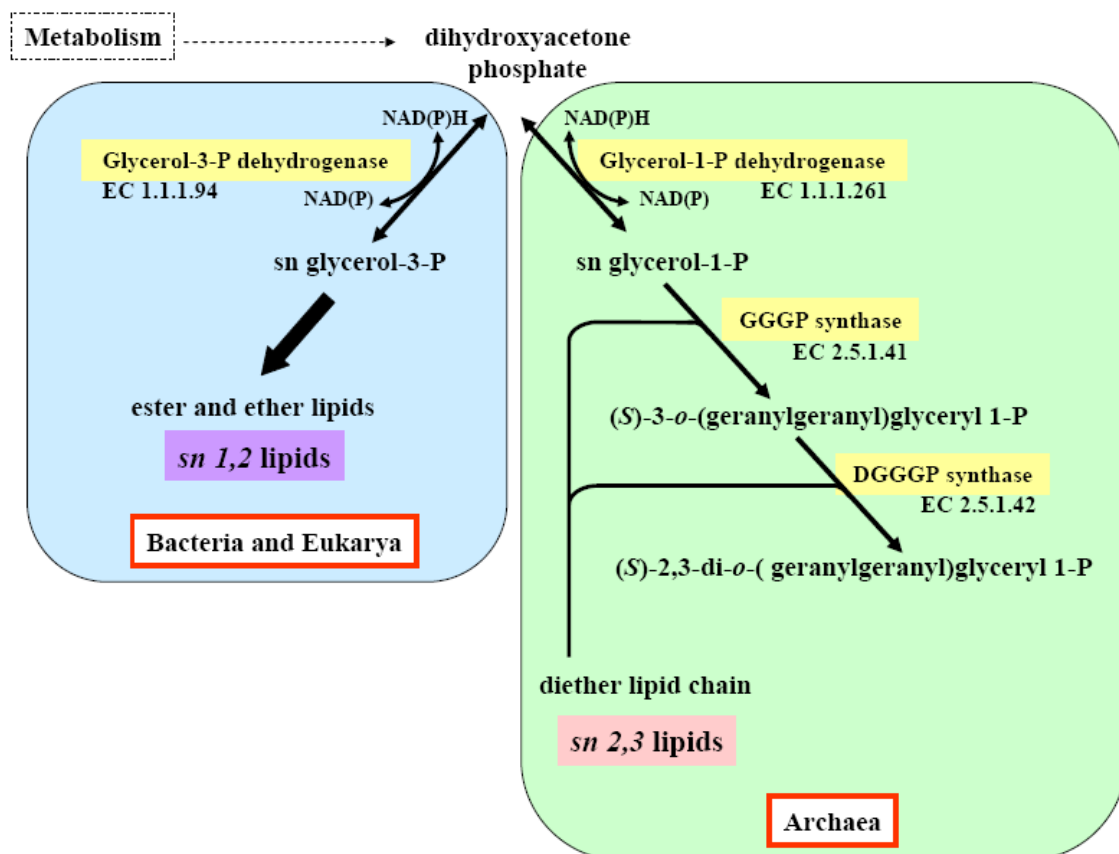 Metabolism
dihydroxyacetone
phosphate
NAD(P)H
Glycerol-3-P dehydrogenase
EC 1.1.1.94
NAD(P)
sn glycerol-3-P
ester and ether lipids
sn 1,2 lipids
Bacteria and Eukarya
NAD(P)H
Glycerol-1-P dehydrogenase
EC 1.1.1.261
NAD(P)
sn glycerol-1-P
GGGP synthase
EC 2.5.1.41
(S)-3-o-(geranylgeranyl)glyceryl 1-P
DGGGP synthase
EC 2.5.1.42
(S)-2,3-di-o-( geranylgeranyl)glyceryl 1-P
diether lipid chain
sn 2,3 lipids
Archaea